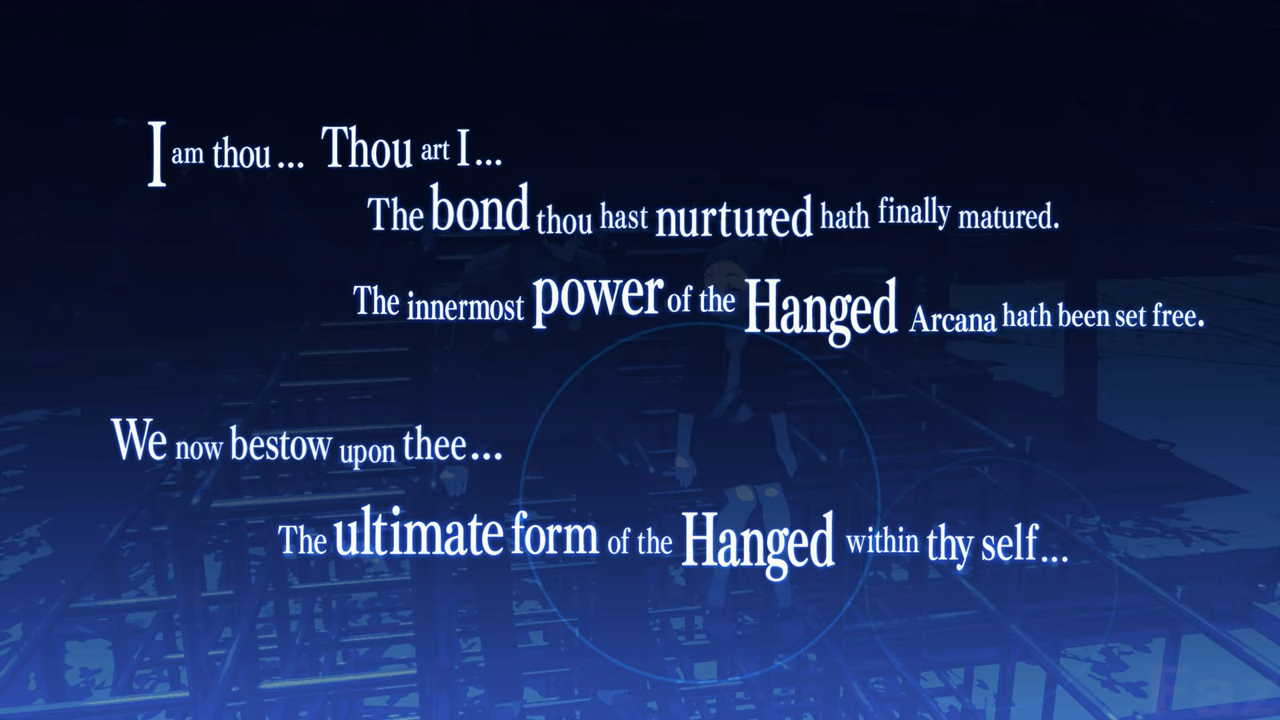 I am thou... Thou art I...
The bond thou hast nurtured hath finally matured.
The innermost power of the Hanged Arcana hath been set free.
We now bestow upon thee...
The ultimate form of the Hanged within thy self...